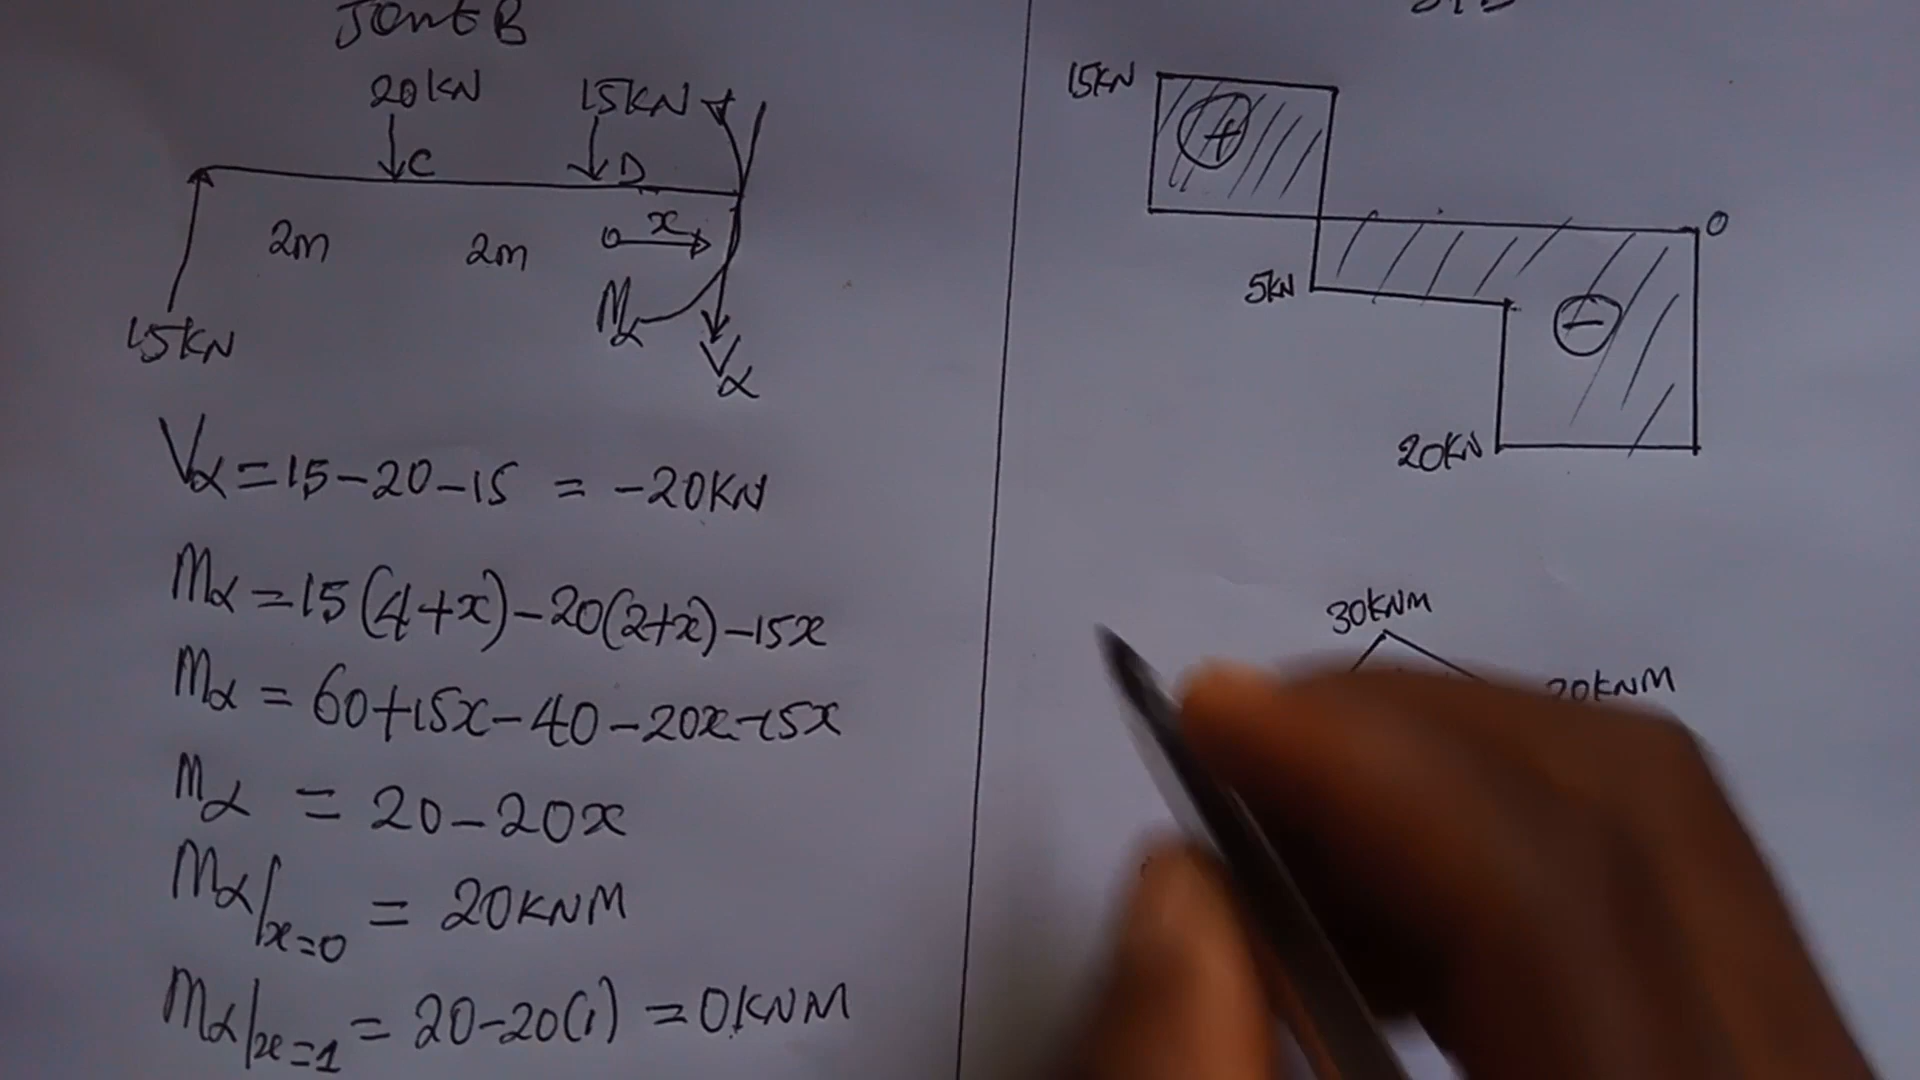 Joint B
20KN
15KN
C
D
x
0
2m
2m
Mx
15KN
Vx
Vx = 15 - 20 - 15 = -20KN
Mx = 15(4+x) - 20(2+x) - 15x
Mx = 60 + 15x - 40 - 20x - 15x
Mx = 20 - 20x
Mx/x=0 = 20KNM
Mx/x=1 = 20 - 20(1) = 0KNM
15KN
+
0
5KN
-
20KN
30KNM
20KNM